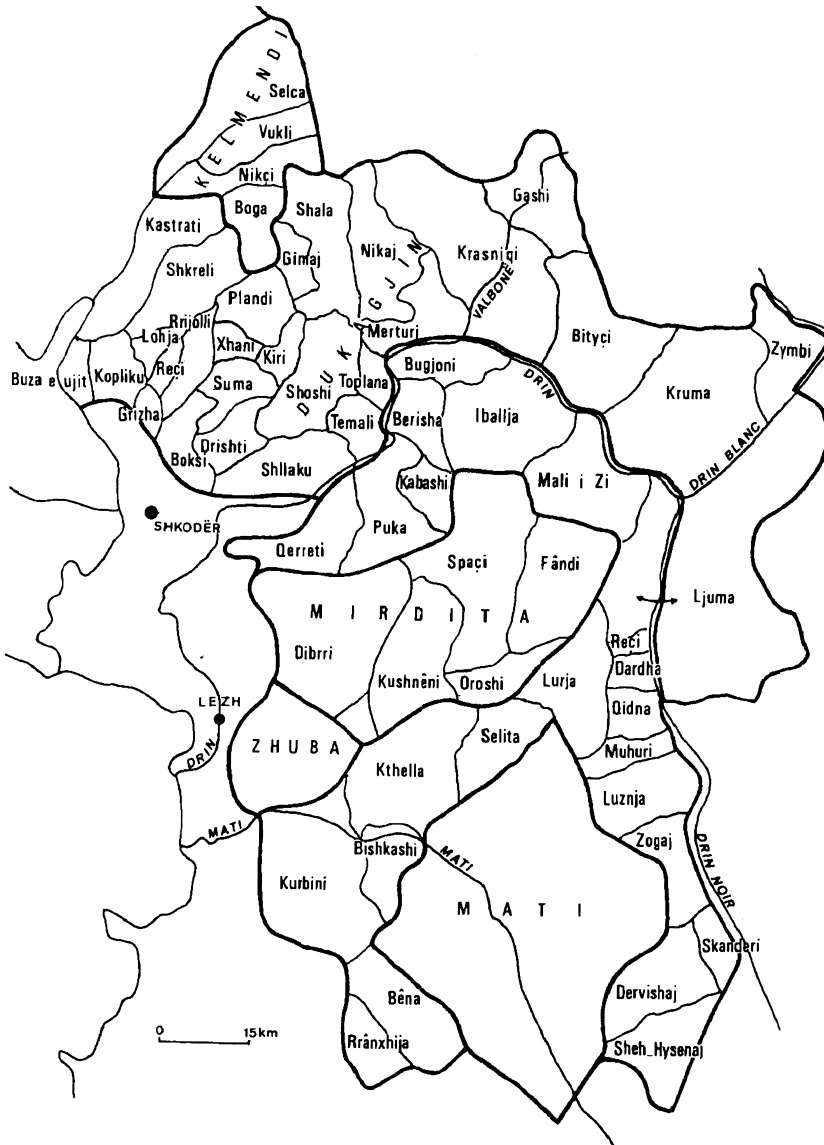 KELMENDI
Selca
Vukli
Nikçi
Boga
Kastrati
Shala
Gashi
Shkreli
Gimaj
Nikaj
Krasniqi
VALBONË
Plandi
DUKAGJIN
Rrijolli
Lohja
Merturi
Bityçi
Zymbi
Xhani
Kiri
Reci
Bugjoni
DRIN
Buza e ujit
Kopliku
Suma
Shoshi
Toplana
Kruma
Grizha
Temali
Berisha
Iballja
Drishti
Boksi
Shllaku
DRIN BLANC
Kabashi
Mali i Zi
SHKODËR
Puka
Qerreti
Spaçi
Fândi
Ljuma
MIRDITA
Reçi
Dibrri
Dardha
Kushnêni
Oroshi
Lurja
LEZH
Qidna
Selita
ZHUBA
Muhuri
DRIN
Kthella
Luznja
MATI
Zogaj
Bishkashi
MATI
DRIN NOIR
Kurbini
MATI
Skanderi
Dervishaj
Bêna
0 15km
Rrânxhija
Sheh_Hysenaj